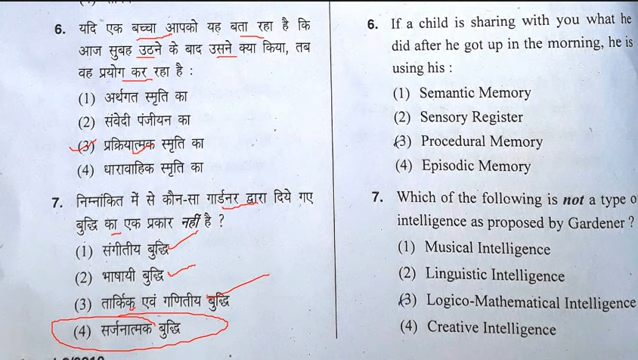 6. यदि एक बच्चा आपको यह बता रहा है कि
आज सुबह उठने के बाद उसने क्या किया, तब
वह प्रयोग कर रहा है :
(1) अर्थगत स्मृति का
(2) संवेदी पंजीयन का
(3) प्रक्रियात्मक स्मृति का
(4) धारावाहिक स्मृति का
7. निम्नांकित में से कौन-सा गार्डनर द्वारा दिये गए
बुद्धि का एक प्रकार नहीं है ?
(1) संगीतीय बुद्धि
(2) भाषायी बुद्धि
(3) तार्किक एवं गणितीय बुद्धि
(4) सर्जनात्मक बुद्धि
6. If a child is sharing with you what he
did after he got up in the morning, he is
using his :
(1) Semantic Memory
(2) Sensory Register
(3) Procedural Memory
(4) Episodic Memory
7. Which of the following is not a type o
intelligence as proposed by Gardener ?
(1) Musical Intelligence
(2) Linguistic Intelligence
(3) Logico-Mathematical Intelligence
(4) Creative Intelligence